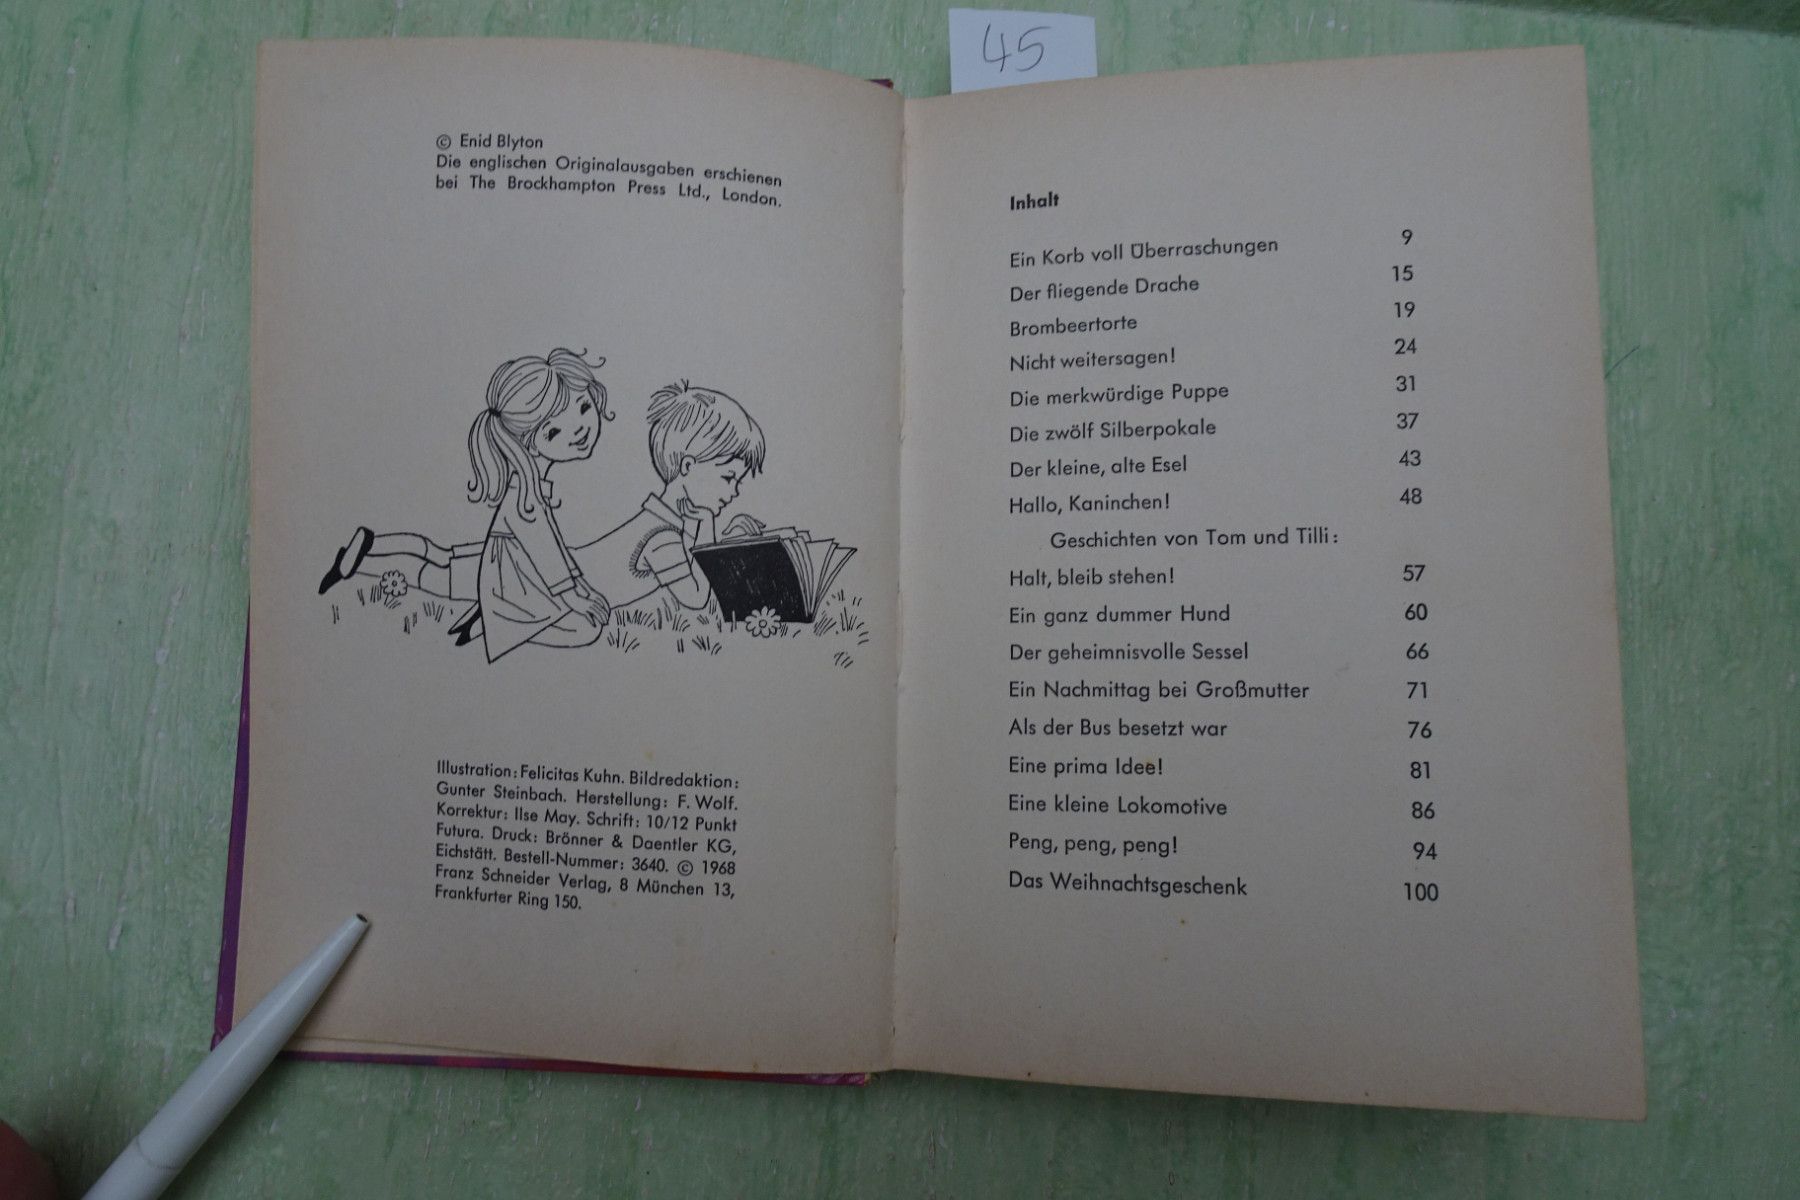 45
© Enid Blyton
Die englischen Originalausgaben erschienen
bei The Brockhampton Press Ltd., London.
Illustration: Felicitas Kuhn. Bildredaktion:
Gunter Steinbach. Herstellung: F. Wolf.
Korrektur: Ilse May. Schrift: 10/12 Punkt
Futura. Druck: Brönner & Daentler KG,
Eichstätt. Bestell-Nummer: 3640. © 1968
Franz Schneider Verlag, 8 München 13,
Frankfurter Ring 150.
Inhalt
Ein Korb voll Überraschungen 9
Der fliegende Drache 15
Brombeertorte 19
Nicht weitersagen! 24
Die merkwürdige Puppe 31
Die zwölf Silberpokale 37
Der kleine, alte Esel 43
Hallo, Kaninchen! 48
Geschichten von Tom und Tilli:
Halt, bleib stehen! 57
Ein ganz dummer Hund 60
Der geheimnisvolle Sessel 66
Ein Nachmittag bei Großmutter 71
Als der Bus besetzt war 76
Eine prima Idee! 81
Eine kleine Lokomotive 86
Peng, peng, peng! 94
Das Weihnachtsgeschenk 100